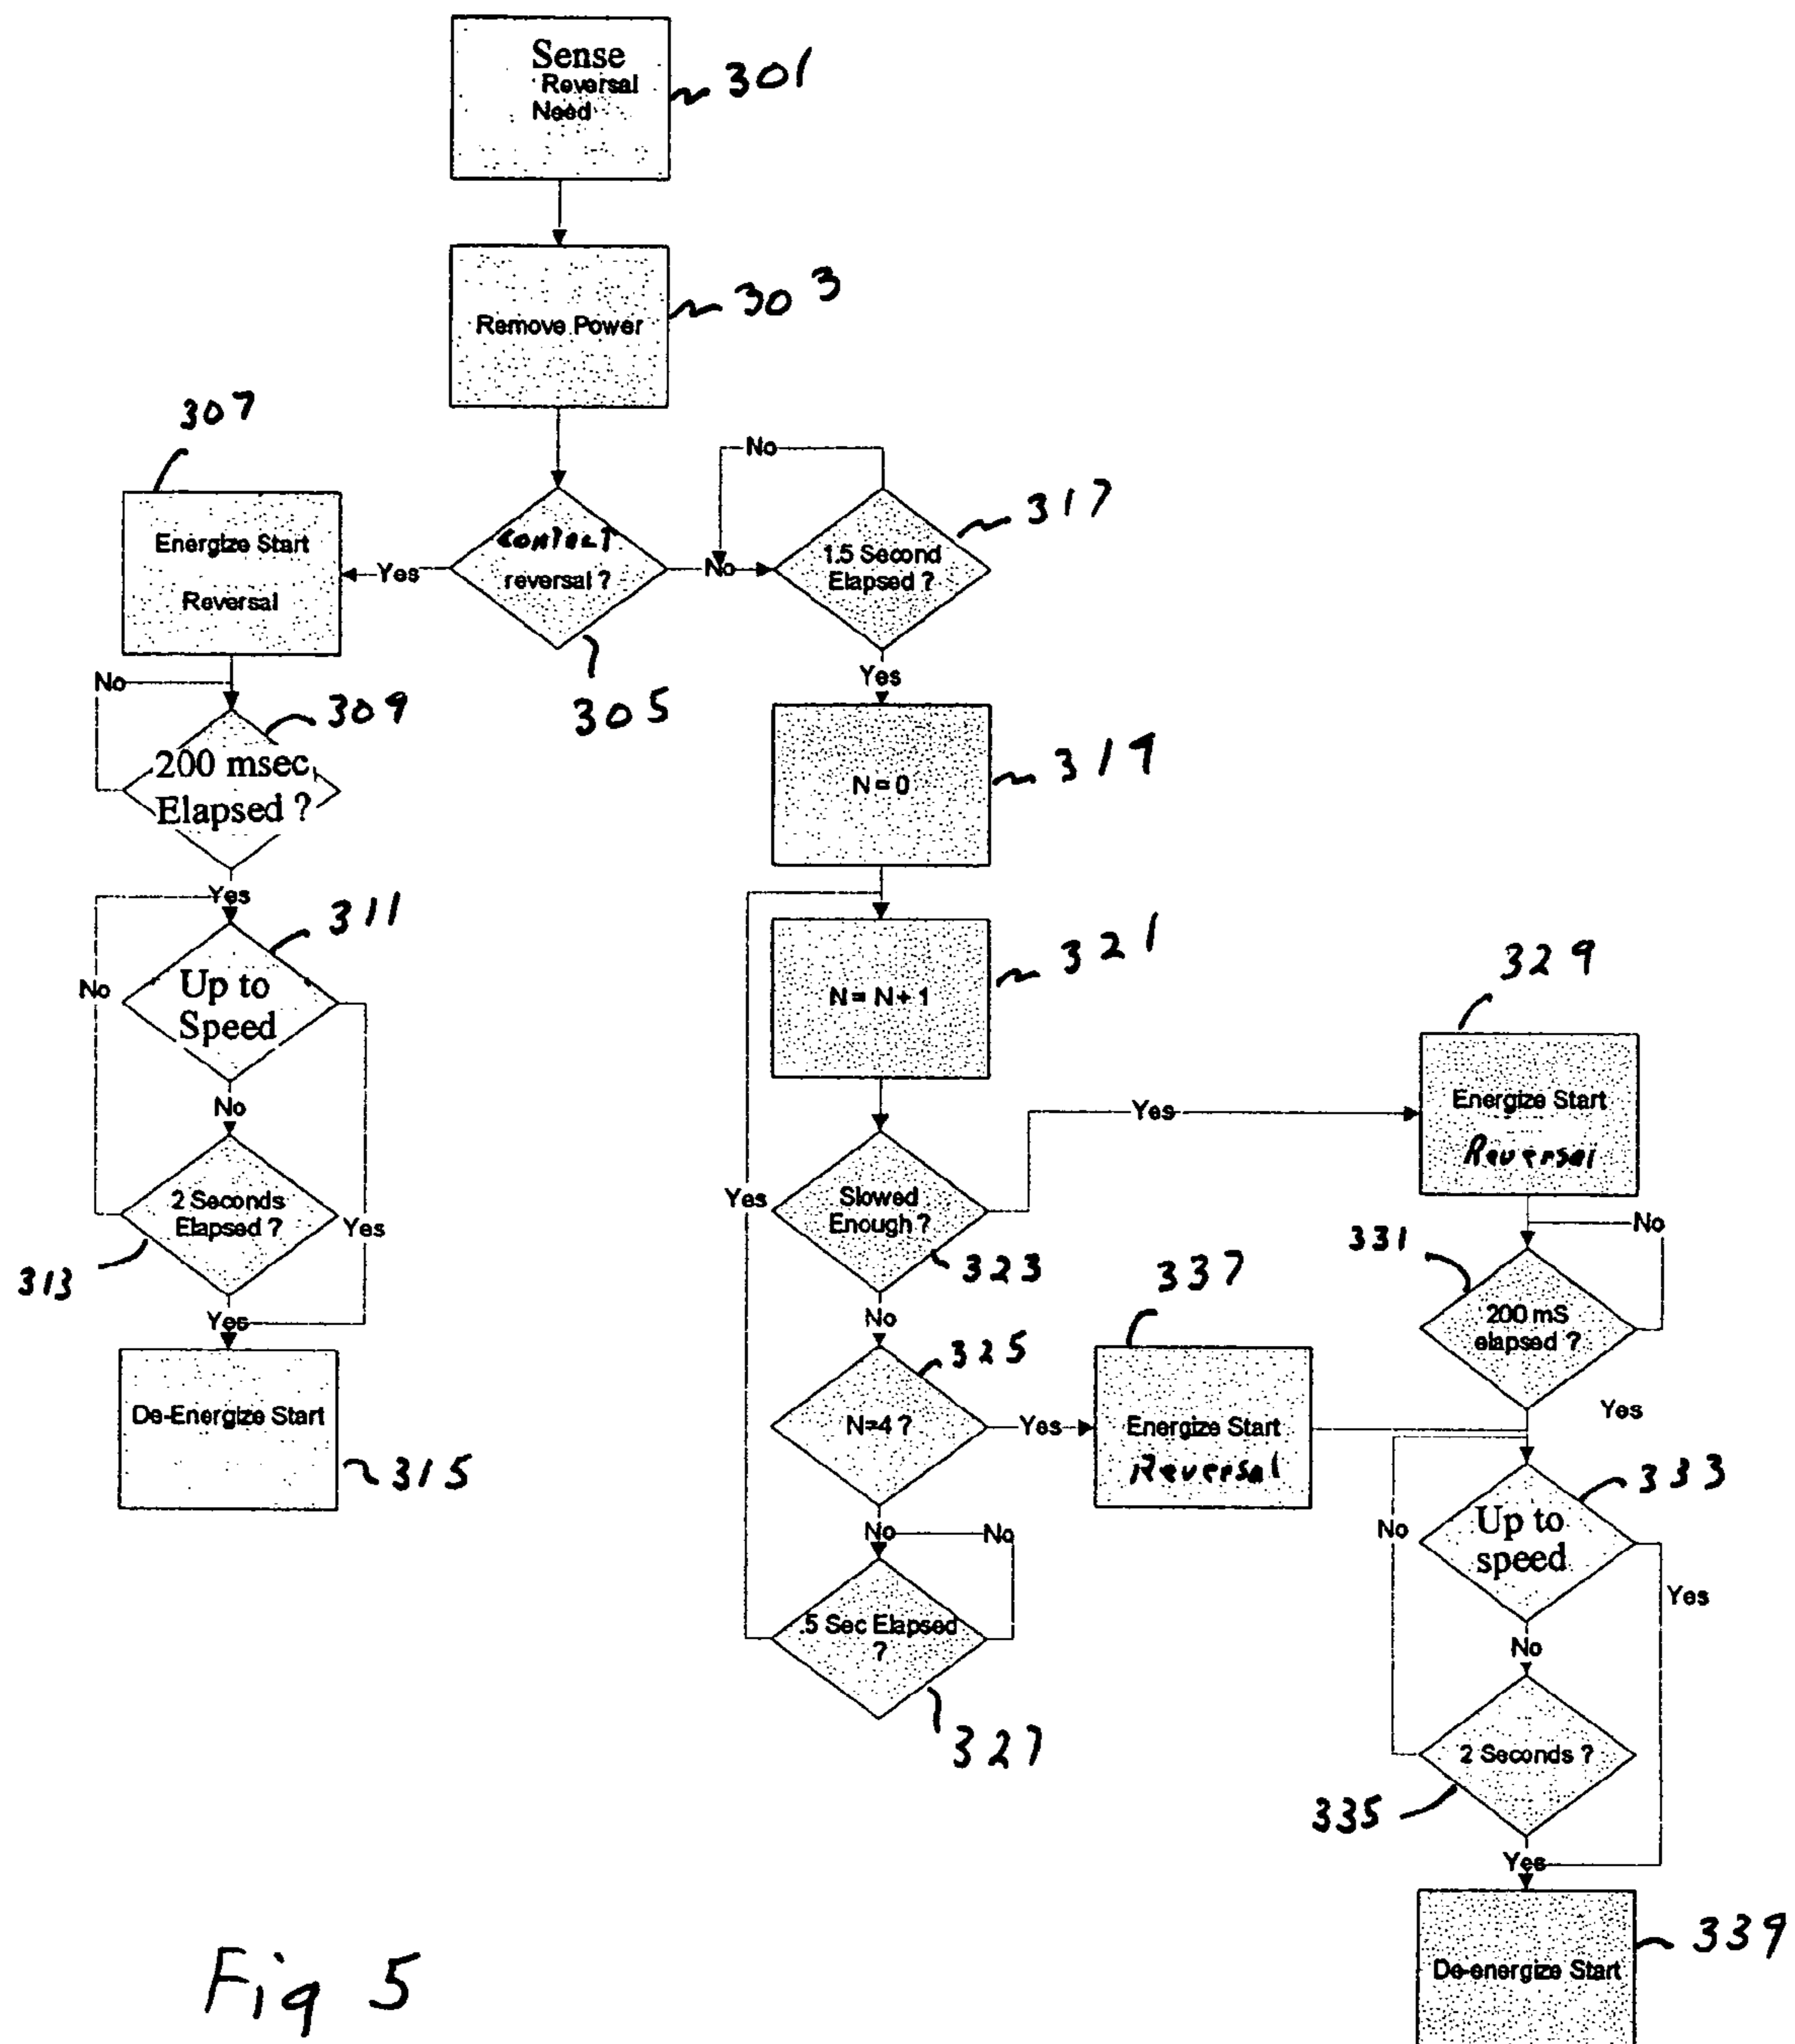 Sense
Reversal
Need
301
Remove Power
303
307
Energize Start
Reversal
Yes
contact
reversal ?
305
No
No
1.5 Second
Elapsed ?
317
Yes
No
309
200 msec
Elapsed ?
Yes
311
No
Up to
Speed
No
2 Seconds
Elapsed ?
Yes
313
Yes
De-Energize Start
315
N = 0
319
N = N + 1
321
Yes
Slowed
Enough ?
323
Yes
No
325
N=4 ?
Yes
No
No
.5 Sec Elapsed
?
327
337
Energize Start
Reversal
329
Energize Start
Reversal
No
331
200 mS
elapsed ?
Yes
333
No
Up to
speed
Yes
No
2 Seconds ?
335
Yes
De-energize Start
339
Fig 5